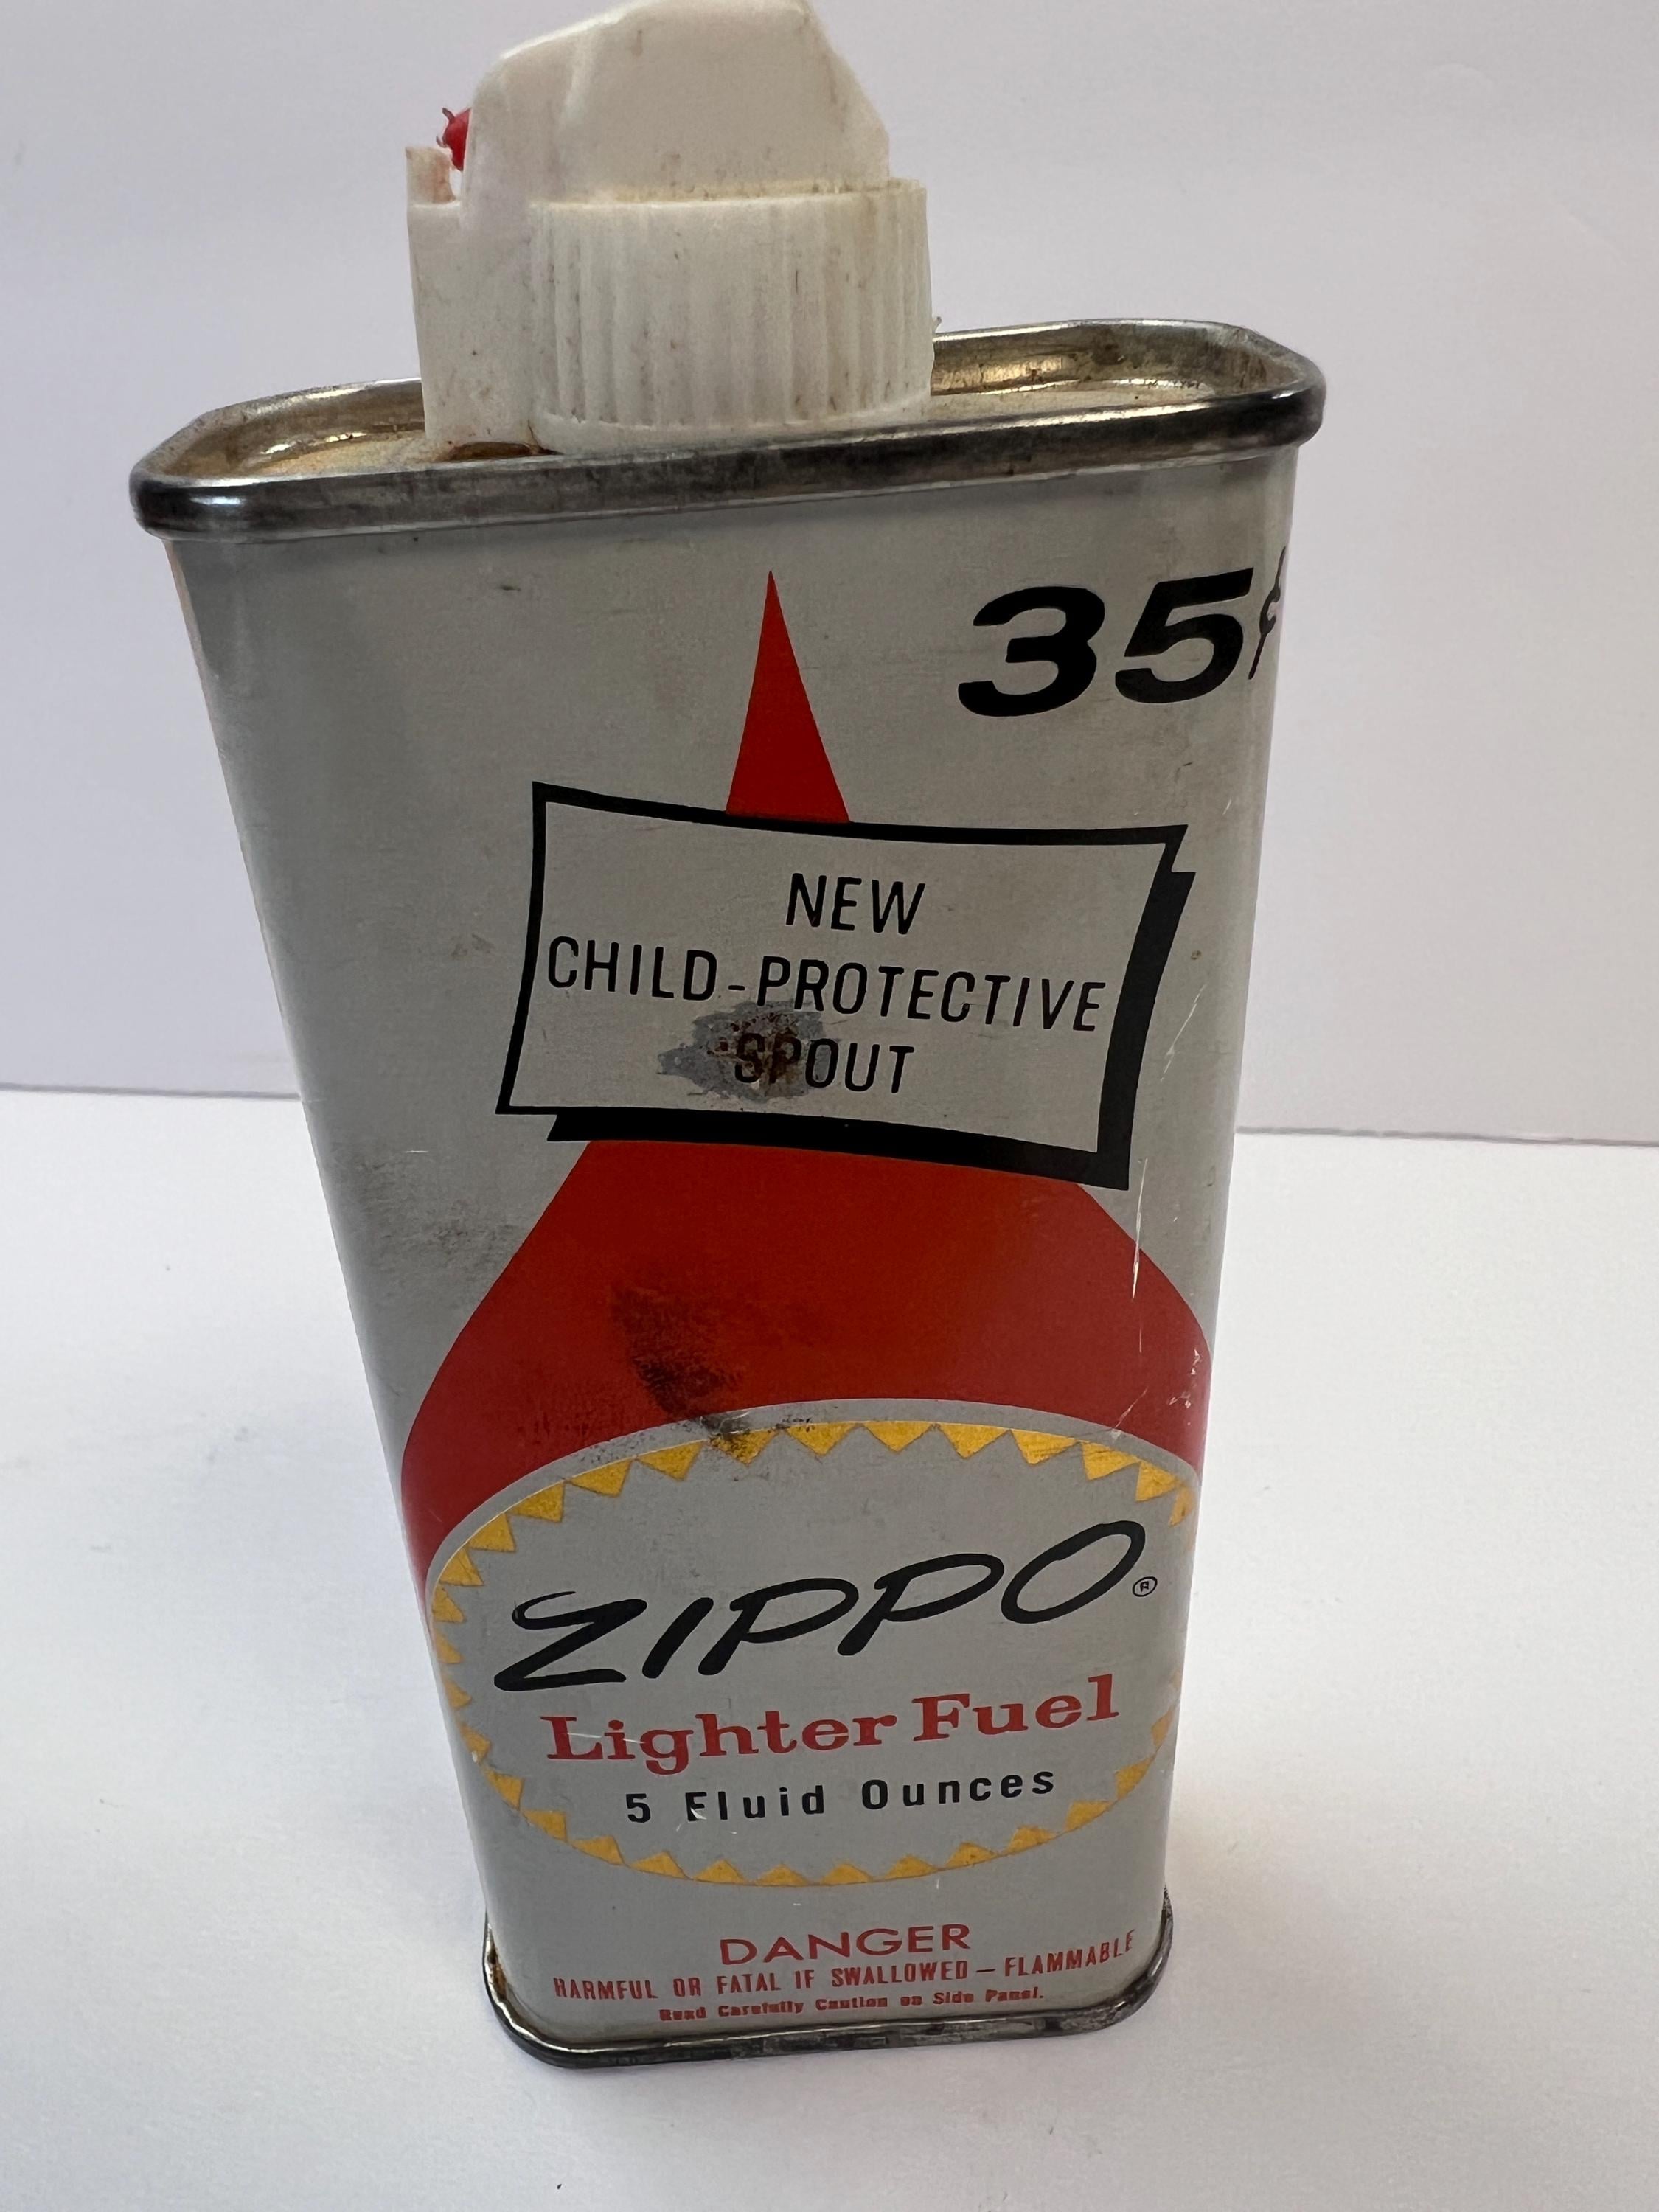 35¢
NEW
CHILD-PROTECTIVE
SPOUT
ZIPPO®
Lighter Fuel
5 Fluid Ounces
DANGER
HARMFUL OR FATAL IF SWALLOWED — FLAMMABLE
Read Carefully Caution on Side Panel.